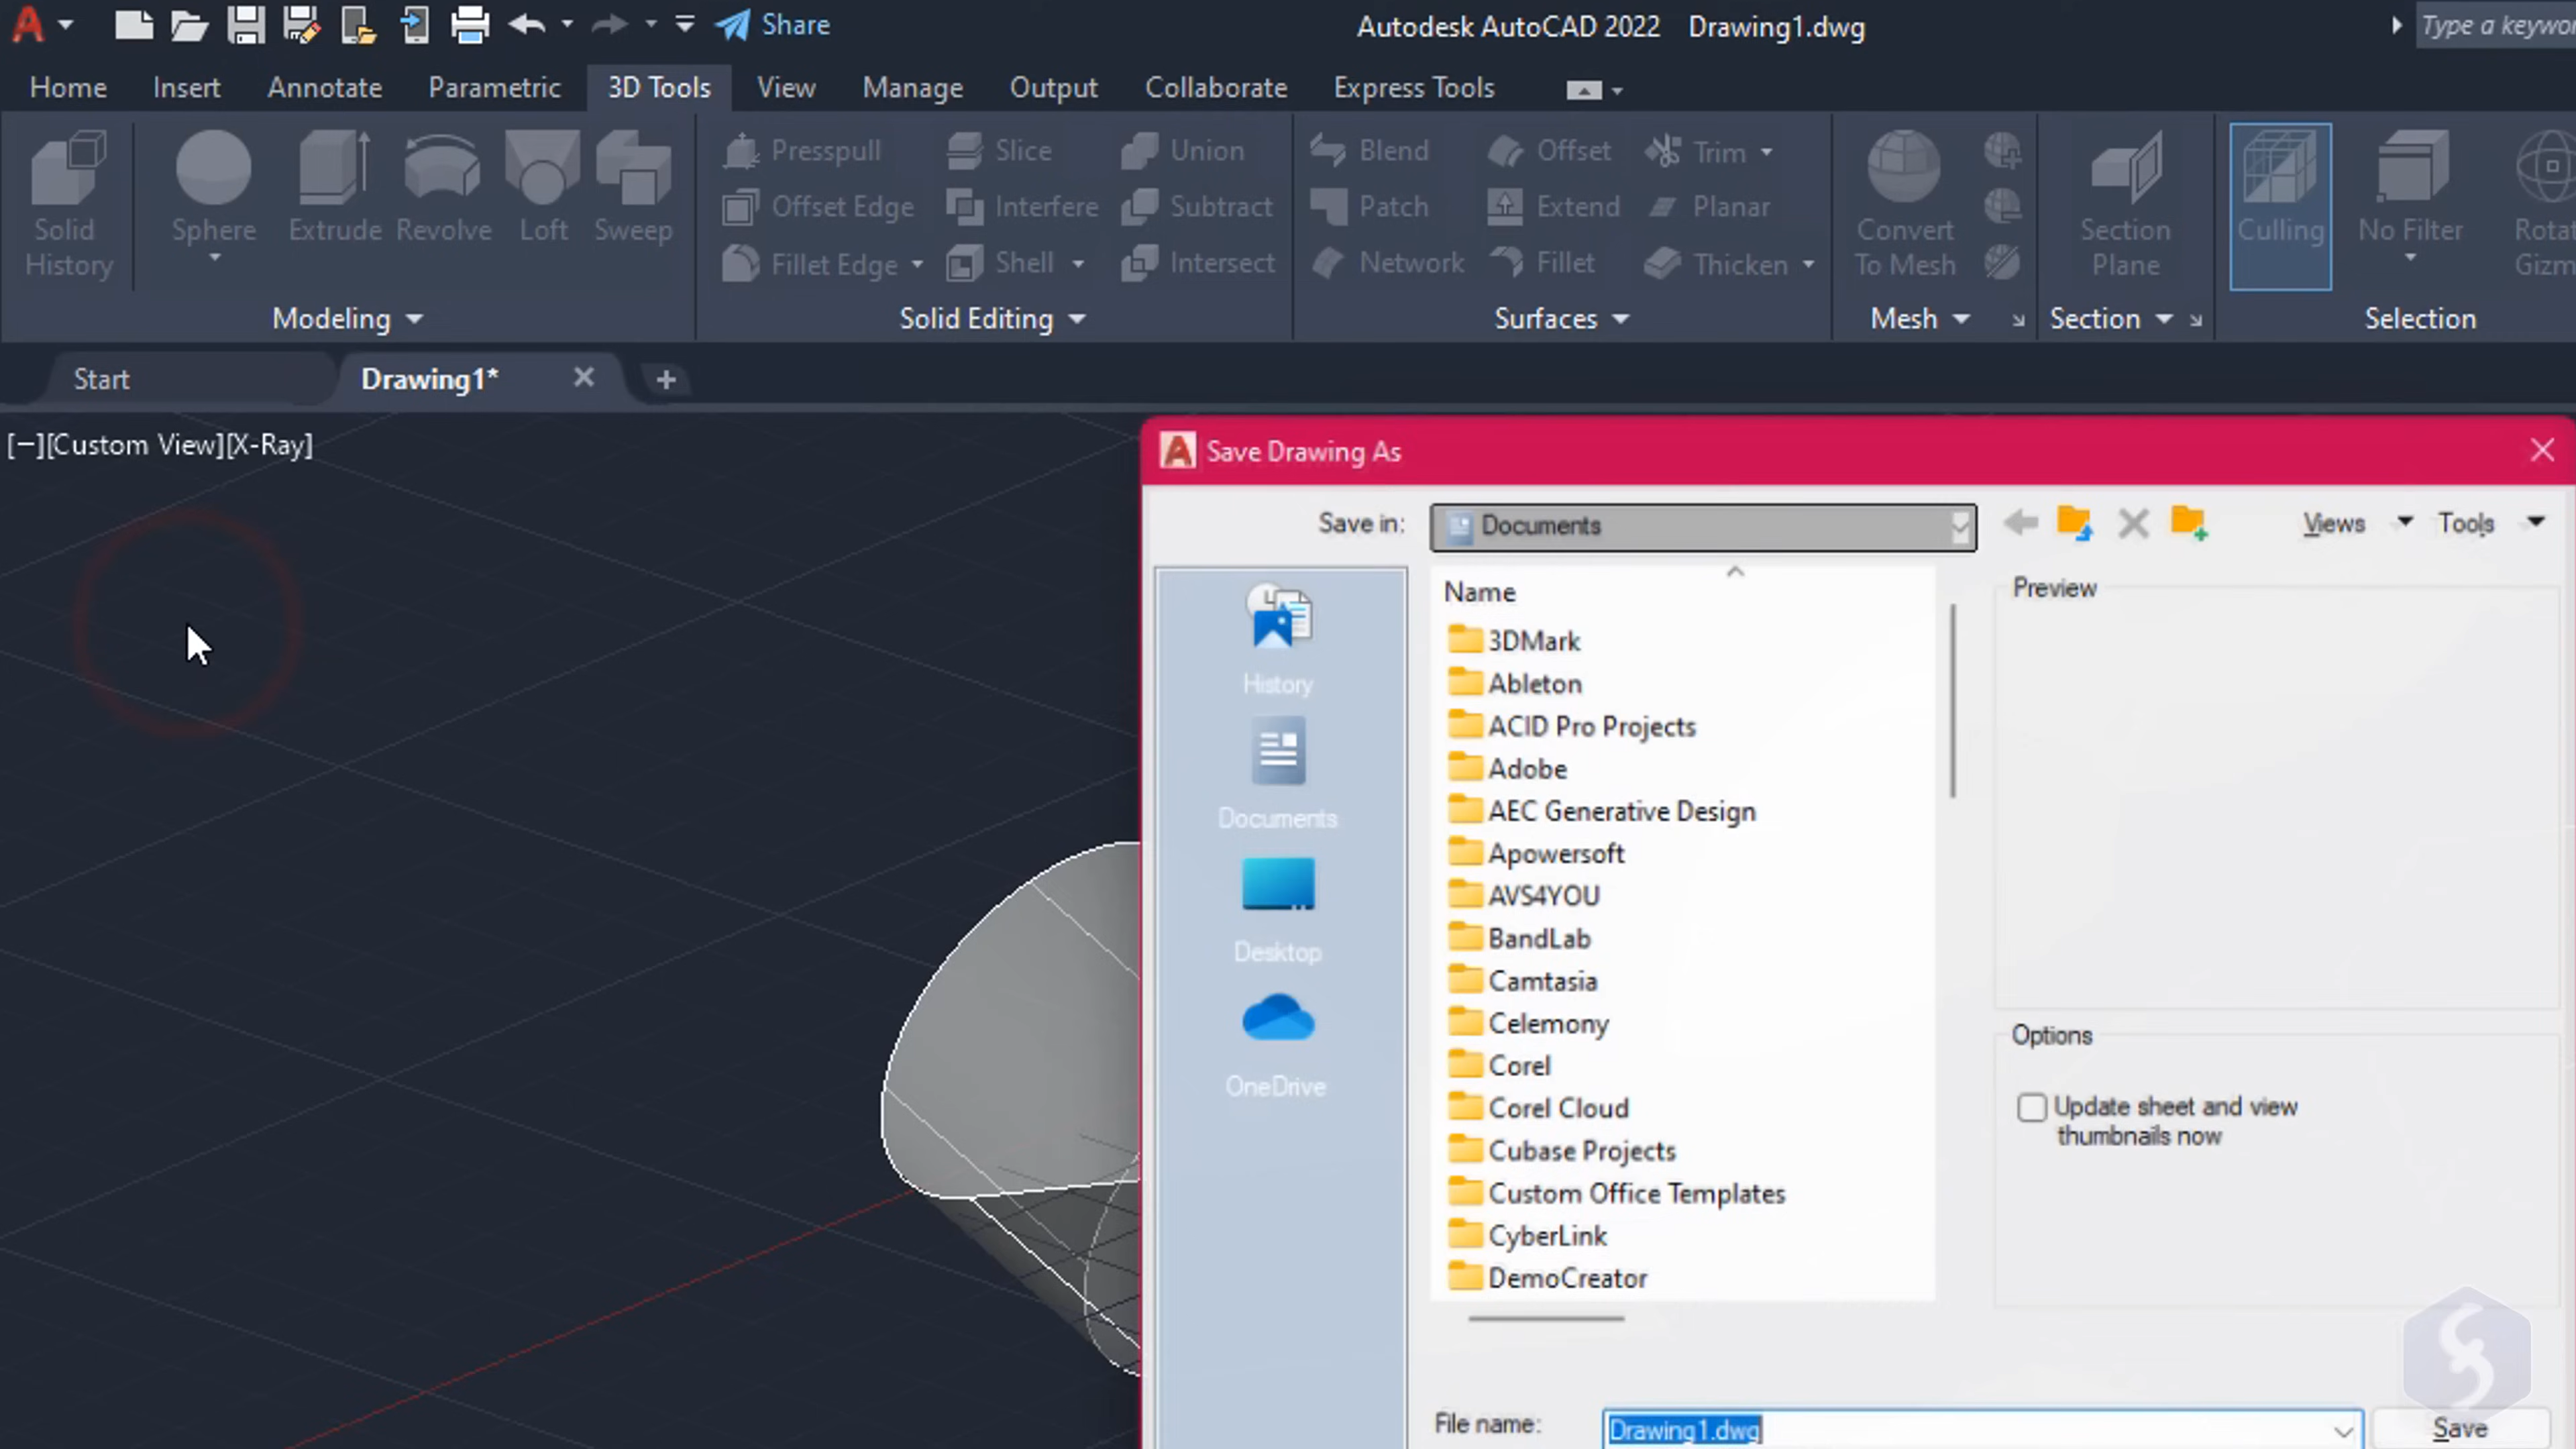 Share
Autodesk AutoCAD 2022 Drawing1.dwg
Type a keywor
Home Insert Annotate Parametric 3D Tools View Manage Output Collaborate Express Tools
Solid History
Sphere
Extrude
Revolve
Loft
Sweep
Modeling
Presspull Slice Union
Offset Edge Interfere Subtract
Fillet Edge Shell Intersect
Solid Editing
Blend Offset Trim
Patch Extend Planar
Network Fillet Thicken
Surfaces
Convert To Mesh
Mesh
Section Plane
Section
Culling
No Filter
Rotat
Gizm
Selection
Start Drawing1*
[−][Custom View][X-Ray]
Save Drawing As
Save in: Documents
Views Tools
History
Documents
Desktop
OneDrive
Name
3DMark
Ableton
ACID Pro Projects
Adobe
AEC Generative Design
Apowersoft
AVS4YOU
BandLab
Camtasia
Celemony
Corel
Corel Cloud
Cubase Projects
Custom Office Templates
CyberLink
DemoCreator
Preview
Options
Update sheet and view
thumbnails now
File name: Drawing1.dwg
Save